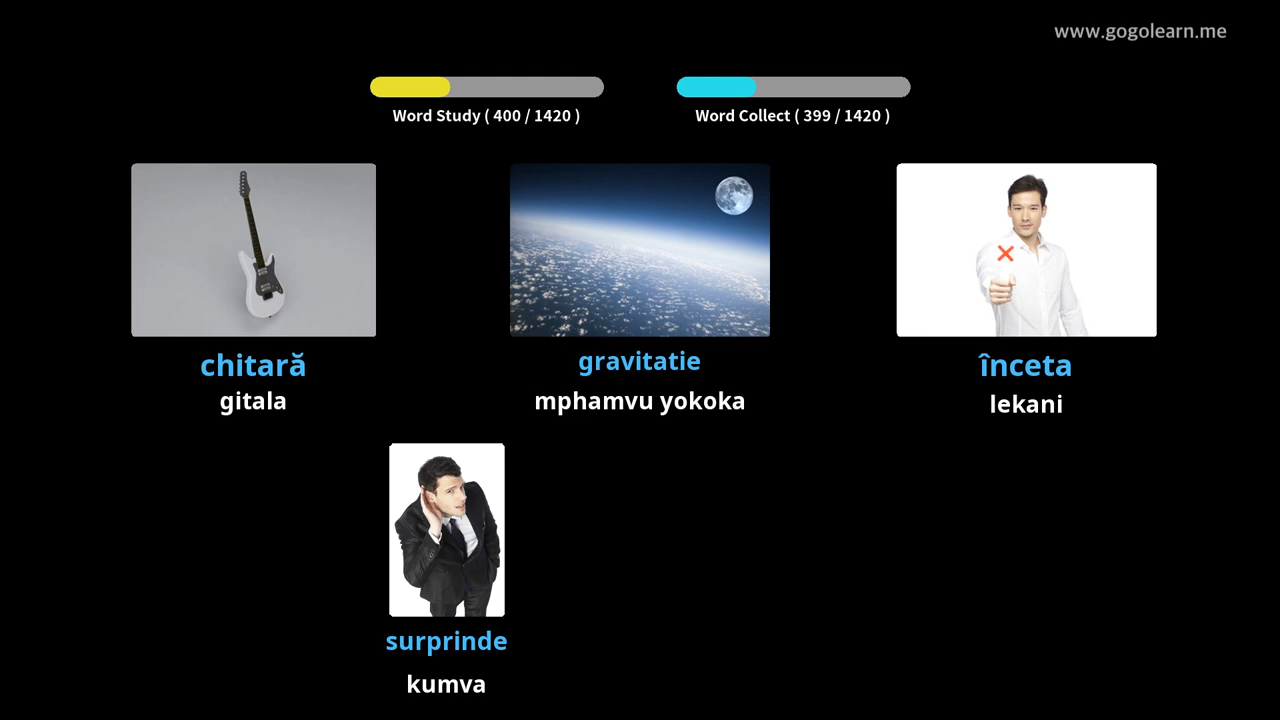 www.gogolearn.me
Word Study ( 400 / 1420 )
Word Collect ( 399 / 1420 )
chitară
gitala
gravitatie
mphamvu yokoka
înceta
lekani
surprinde
kumva